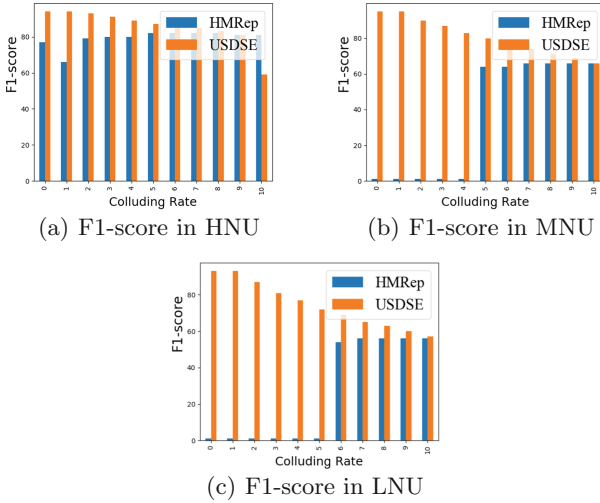 HMRep
USDSE
F1-score
80
60
40
20
0
0 1 2 3 4 5 6 7 8 9 10
Colluding Rate
(a) F1-score in HNU
HMRep
USDSE
F1-score
80
60
40
20
0
0 1 2 3 4 5 6 7 8 9 10
Colluding Rate
(b) F1-score in MNU
HMRep
USDSE
F1-score
80
60
40
20
0
0 1 2 3 4 5 6 7 8 9 10
Colluding Rate
(c) F1-score in LNU